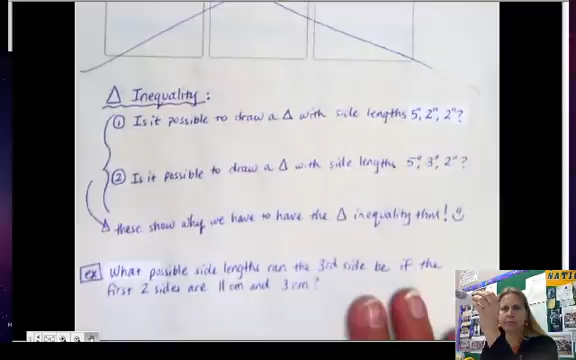 △ Inequality:
① Is it possible to draw a △ with side lengths 5", 2", 2"?
② Is it possible to draw a △ with side lengths 5", 3", 2"?
these show why we have to have the △ inequality thm! ☺
ex What possible side lengths can the 3rd side be if the
first 2 sides are 11 cm and 3 cm?
NATION